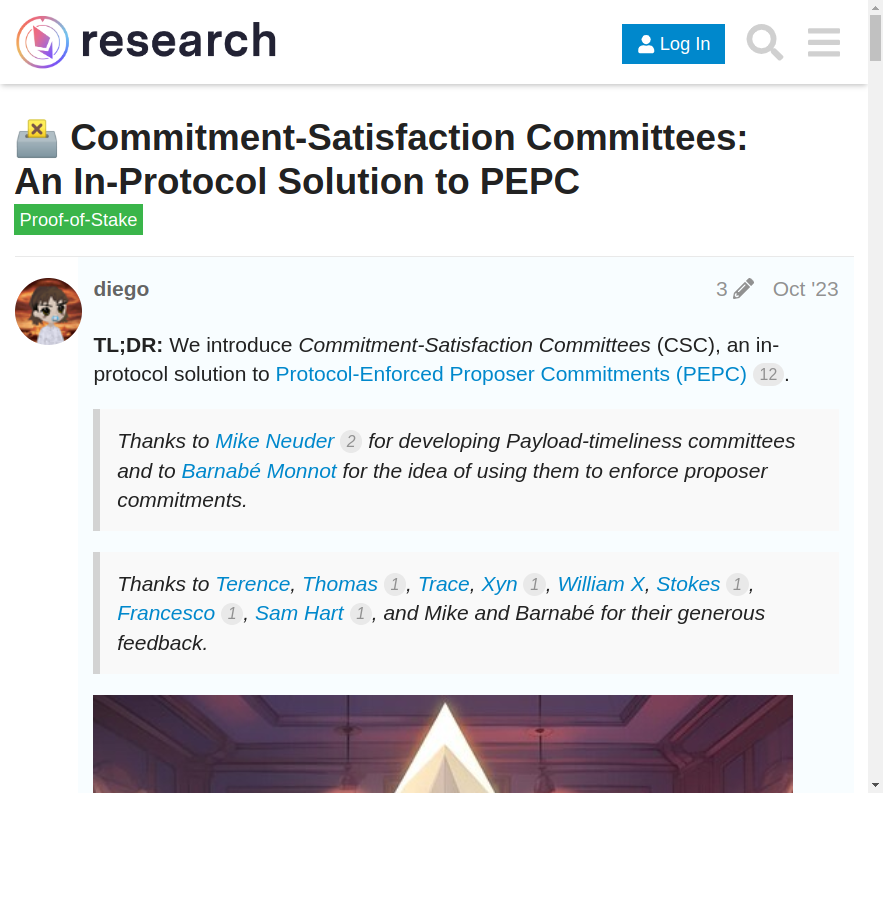 research
Log In
Commitment-Satisfaction Committees:
An In-Protocol Solution to PEPC
Proof-of-Stake
diego
3
Oct '23
TL;DR: We introduce Commitment-Satisfaction Committees (CSC), an in-
protocol solution to Protocol-Enforced Proposer Commitments (PEPC) 12.
Thanks to Mike Neuder 2 for developing Payload-timeliness committees
and to Barnabé Monnot for the idea of using them to enforce proposer
commitments.
Thanks to Terence, Thomas 1, Trace, Xyn 1, William X, Stokes 1,
Francesco 1, Sam Hart 1, and Mike and Barnabé for their generous
feedback.